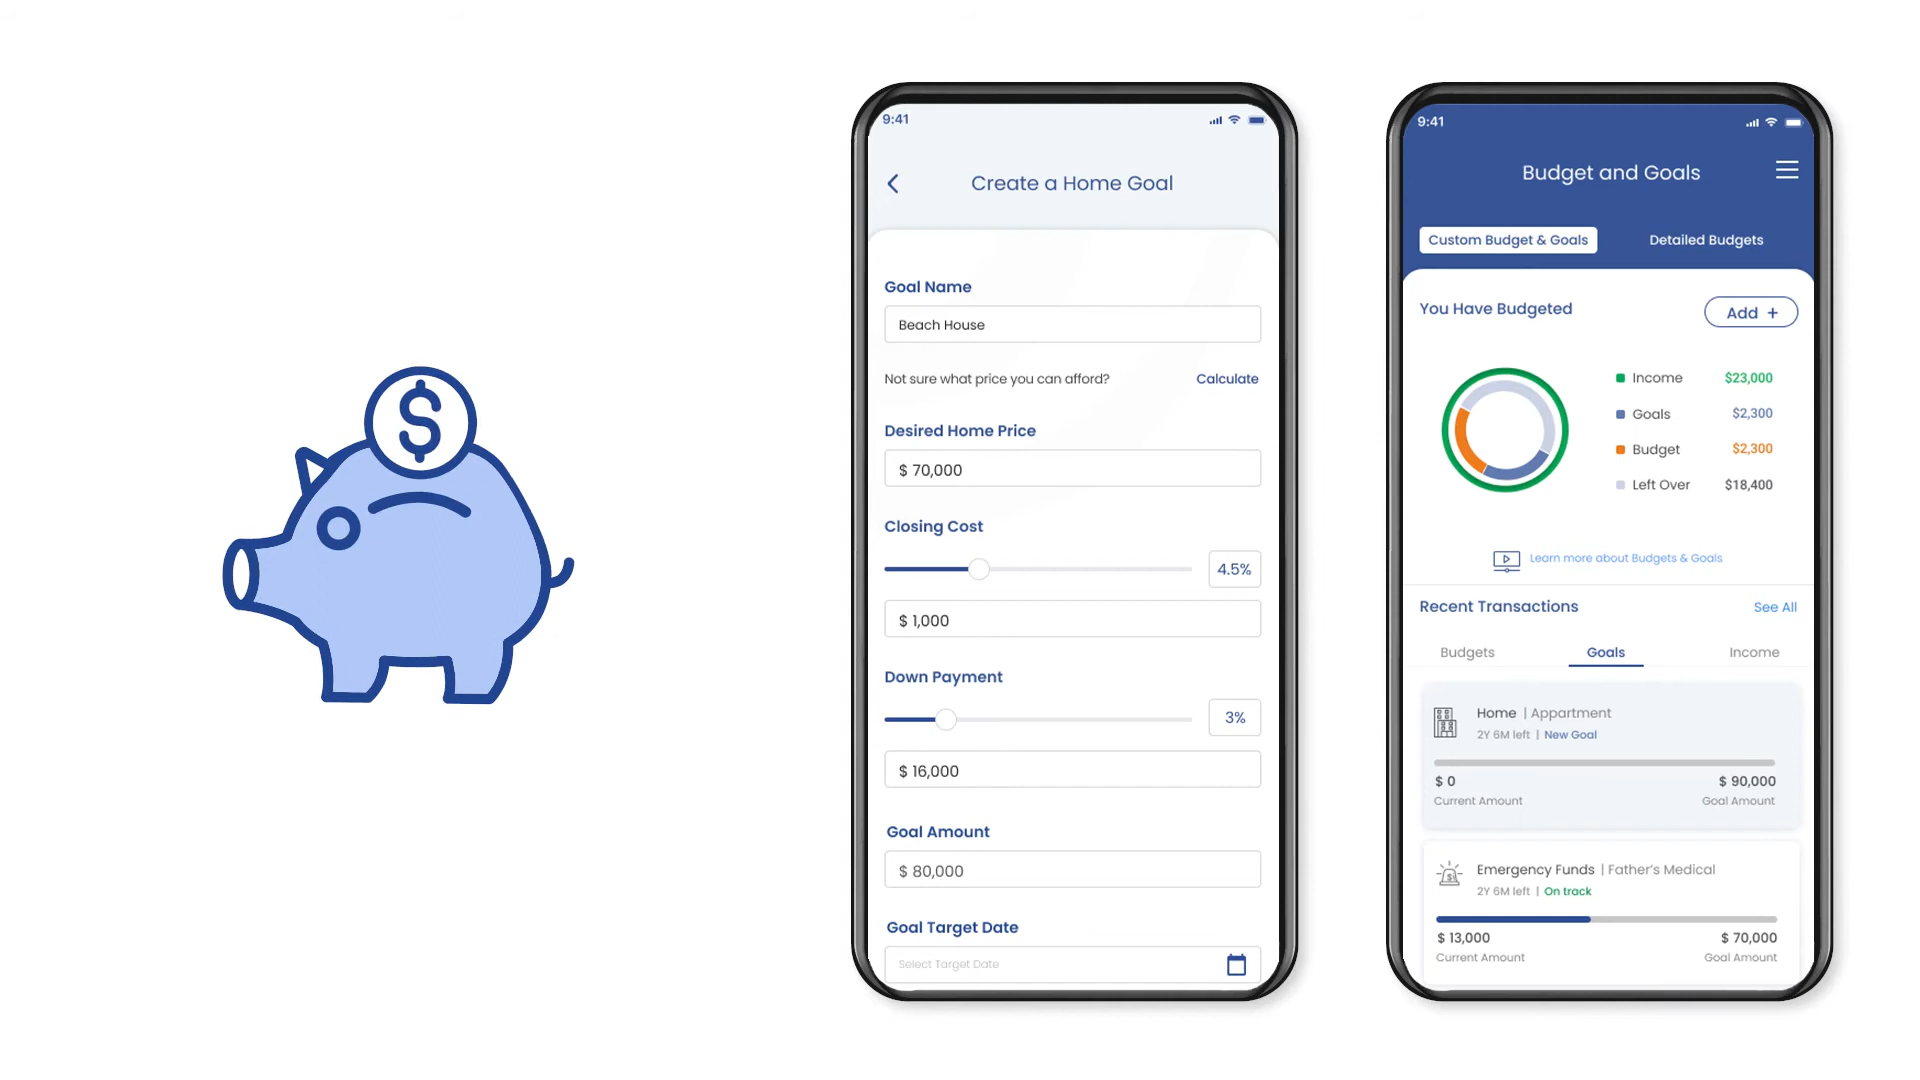 $
9:41
Create a Home Goal
Goal Name
Beach House
Not sure what price you can afford? Calculate
Desired Home Price
$ 70,000
Closing Cost
4.5%
$ 1,000
Down Payment
3%
$ 16,000
Goal Amount
$ 80,000
Goal Target Date
Select Target Date
9:41
Budget and Goals
Custom Budget & Goals Detailed Budgets
You Have Budgeted Add +
Income $23,000
Goals $2,300
Budget $2,300
Left Over $18,400
Learn more about Budgets & Goals
Recent Transactions See All
Budgets Goals Income
Home | Appartment
2Y 6M left | New Goal
$ 0 $ 90,000
Current Amount Goal Amount
$
Emergency Funds | Father's Medical
2Y 6M left | On track
$ 13,000 $ 70,000
Current Amount Goal Amount